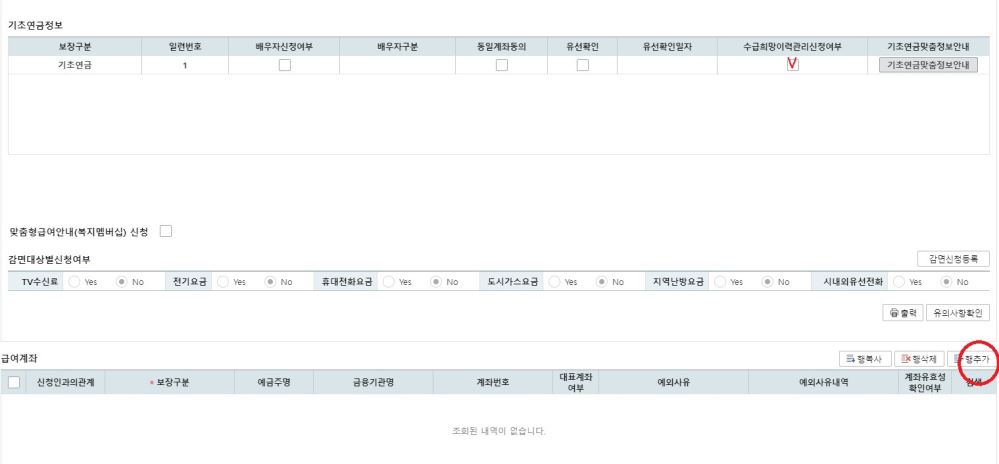 기초연금정보
보장구분 일련번호 배우자신청여부 배우자구분 동일계좌동의 유선확인 유선확인일자 수급희망이력관리신청여부 기초연금맞춤정보안내
기초연금 1 V 기초연금맞춤정보안내
맞춤형급여안내(복지멤버십) 신청
감면대상별신청여부 감면신청등록
TV수신료 Yes No 전기요금 Yes No 휴대전화요금 Yes No 도시가스요금 Yes No 지역난방요금 Yes No 시내외유선전화 Yes No
출력 유의사항확인
급여계좌 행복사 행삭제 행추가
신청인과의관계 * 보장구분 예금주명 금융기관명 계좌번호 대표계좌 예외사유 예외사유내역 계좌유효성 검색
여부 확인여부
조회된 내역이 없습니다.